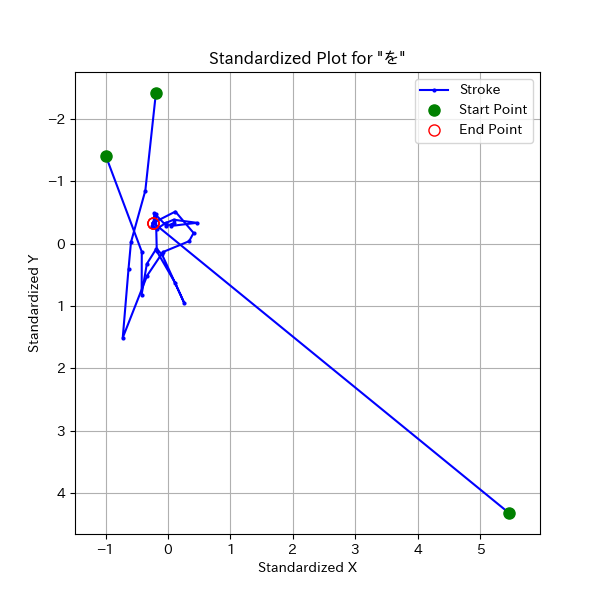 Standardized Plot for "を"
Stroke
Start Point
End Point
−2
−1
0
1
2
3
4
Standardized Y
−1 0 1 2 3 4 5
Standardized X